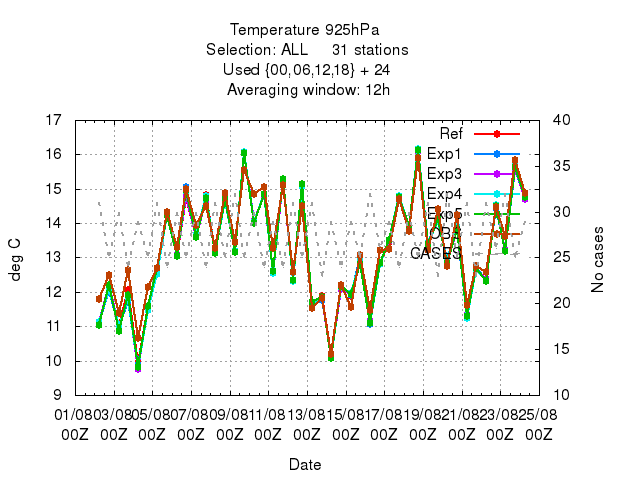 Temperature 925hPa
Selection: ALL     31 stations
Used {00,06,12,18} + 24
Averaging window: 12h
deg C
17
16
15
14
13
12
11
10
9
Ref
Exp1
Exp3
Exp4
Exp5
OBS
CASES
40
35
30
25
20
15
10
No cases
01/08 03/08 05/08 07/08 09/08 11/08 13/08 15/08 17/08 19/08 21/08 23/08 25/08
00Z 00Z 00Z 00Z 00Z 00Z 00Z 00Z 00Z 00Z 00Z 00Z 00Z
Date